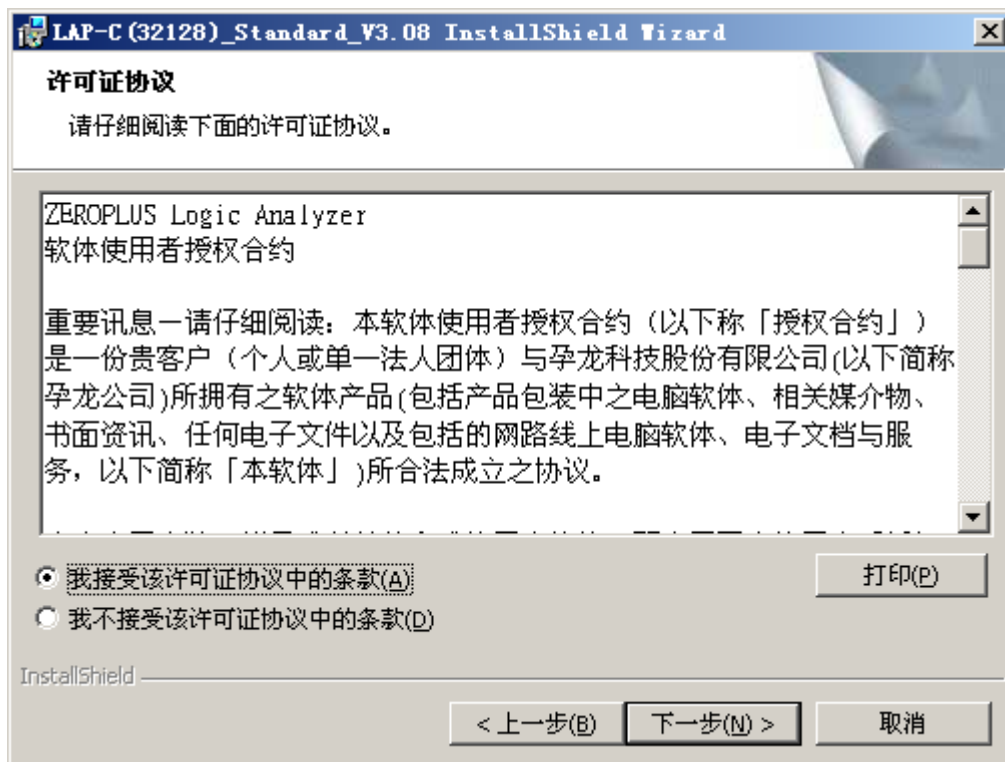 LAP-C(32128)_Standard_V3.08 InstallShield Wizard
许可证协议
请仔细阅读下面的许可证协议。
ZEROPLUS Logic Analyzer
软体使用者授权合约
重要讯息－请仔细阅读：本软体使用者授权合约（以下称「授权合约」）
是一份贵客户（个人或单一法人团体）与孕龙科技股份有限公司(以下简称
孕龙公司)所拥有之软体产品(包括产品包装中之电脑软体、相关媒介物、
书面资讯、任何电子文件以及包括的网路线上电脑软体、电子文档与服
务，以下简称「本软体」)所合法成立之协议。
我接受该许可证协议中的条款(A)
打印(P)
我不接受该许可证协议中的条款(D)
InstallShield
< 上一步(B)
下一步(N) >
取消